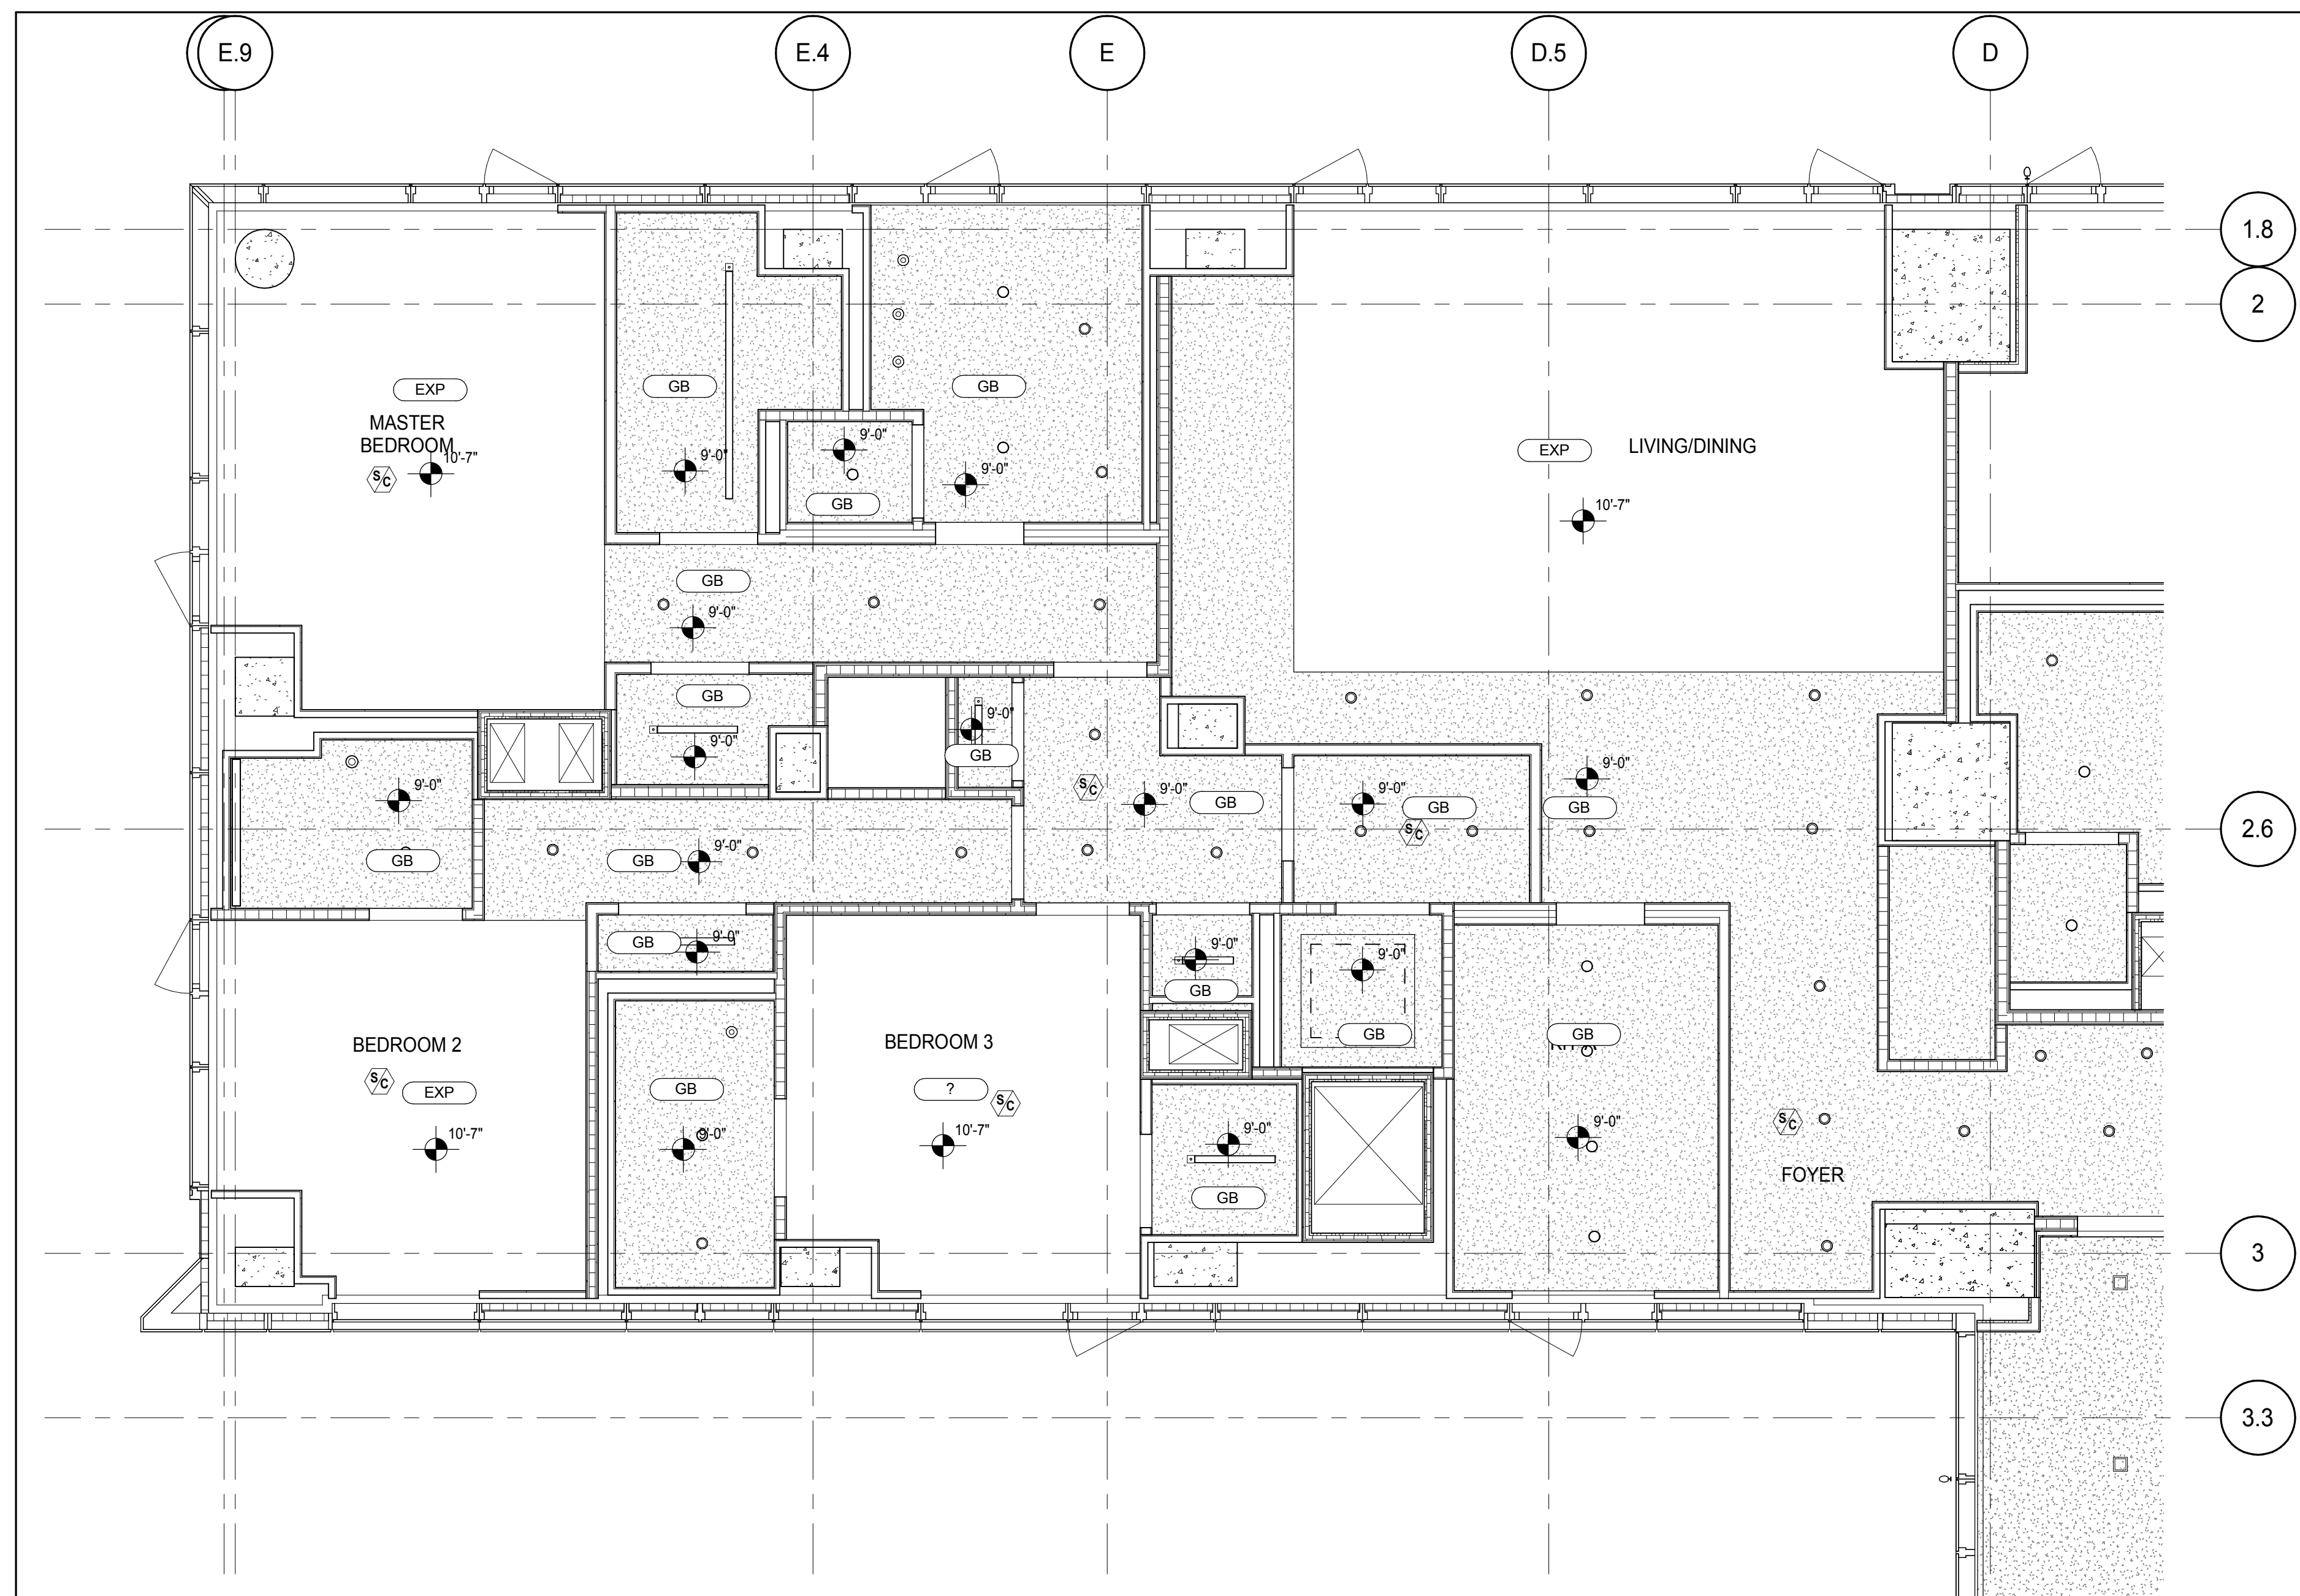 E.9
E.4
E
D.5
D
1.8
2
2.6
3
3.3
EXP
MASTER
BEDROOM
10'-7"
S/C
GB
9'-0"
9'-0"
GB
GB
9'-0"
EXP
LIVING/DINING
10'-7"
GB
9'-0"
GB
9'-0"
9'-0"
GB
9'-0"
GB
S/C
9'-0"
GB
9'-0"
GB
S/C
9'-0"
GB
GB
9'-0"
GB
9'-0"
9'-0"
GB
9'-0"
GB
BEDROOM 2
S/C
EXP
10'-7"
GB
9'-0"
BEDROOM 3
?
S/C
10'-7"
9'-0"
GB
GB
9'-0"
S/C
FOYER